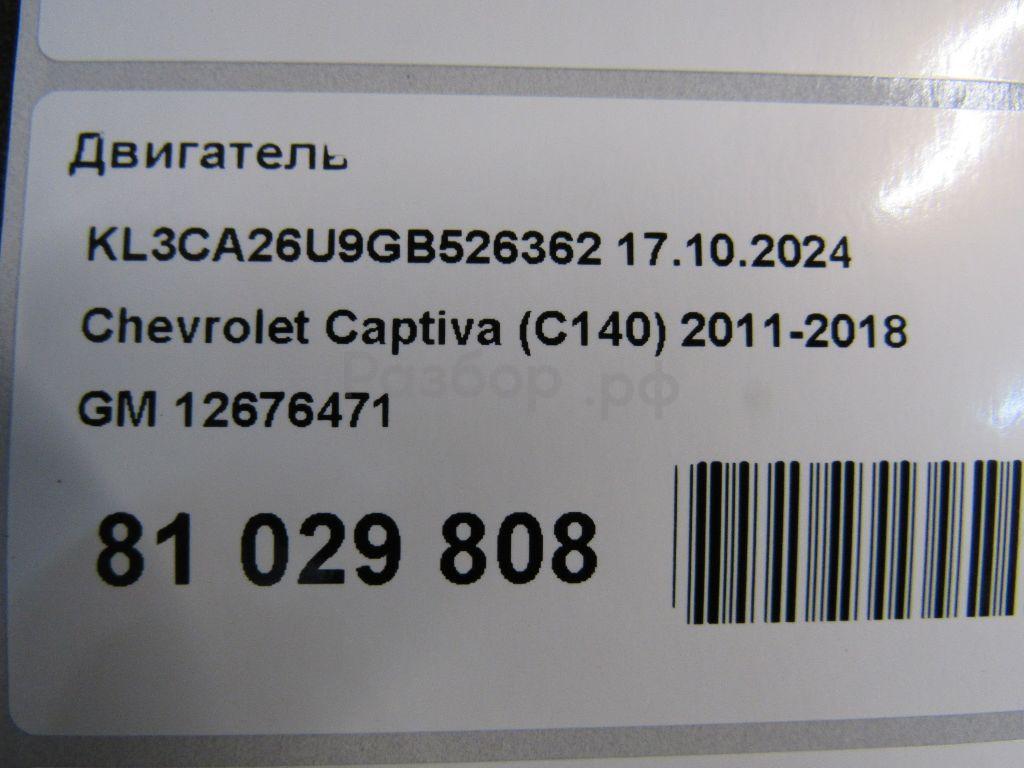 Двигатель
KL3CA26U9GB526362 17.10.2024
Chevrolet Captiva (C140) 2011-2018
Разбор.рф
GM 12676471
81 029 808